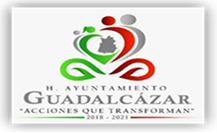 H. AYUNTAMIENTO
GUADALCÁZAR
"ACCIONES QUE TRANSFORMAN"
2018 - 2021